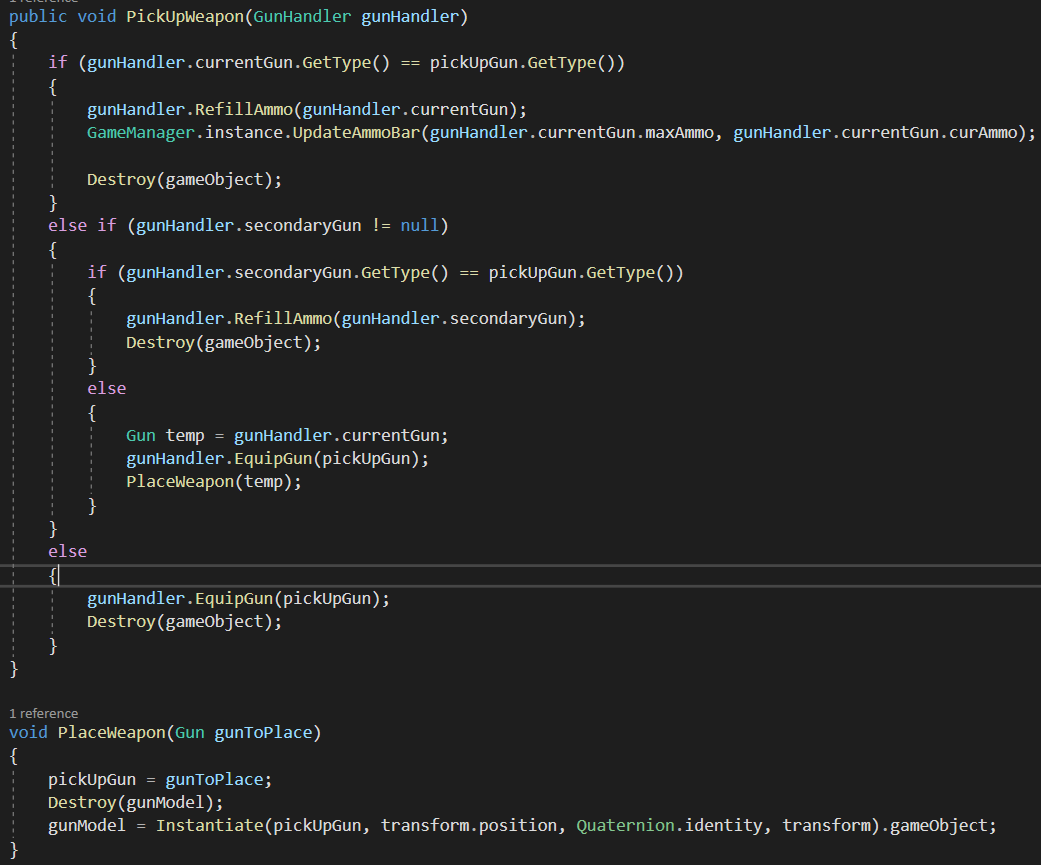 1 reference
public void PickUpWeapon(GunHandler gunHandler)
{
if (gunHandler.currentGun.GetType() == pickUpGun.GetType())
{
gunHandler.RefillAmmo(gunHandler.currentGun);
GameManager.instance.UpdateAmmoBar(gunHandler.currentGun.maxAmmo, gunHandler.currentGun.curAmmo);
Destroy(gameObject);
}
else if (gunHandler.secondaryGun != null)
{
if (gunHandler.secondaryGun.GetType() == pickUpGun.GetType())
{
gunHandler.RefillAmmo(gunHandler.secondaryGun);
Destroy(gameObject);
}
else
{
Gun temp = gunHandler.currentGun;
gunHandler.EquipGun(pickUpGun);
PlaceWeapon(temp);
}
}
else
{
gunHandler.EquipGun(pickUpGun);
Destroy(gameObject);
}
}
1 reference
void PlaceWeapon(Gun gunToPlace)
{
pickUpGun = gunToPlace;
Destroy(gunModel);
gunModel = Instantiate(pickUpGun, transform.position, Quaternion.identity, transform).gameObject;
}